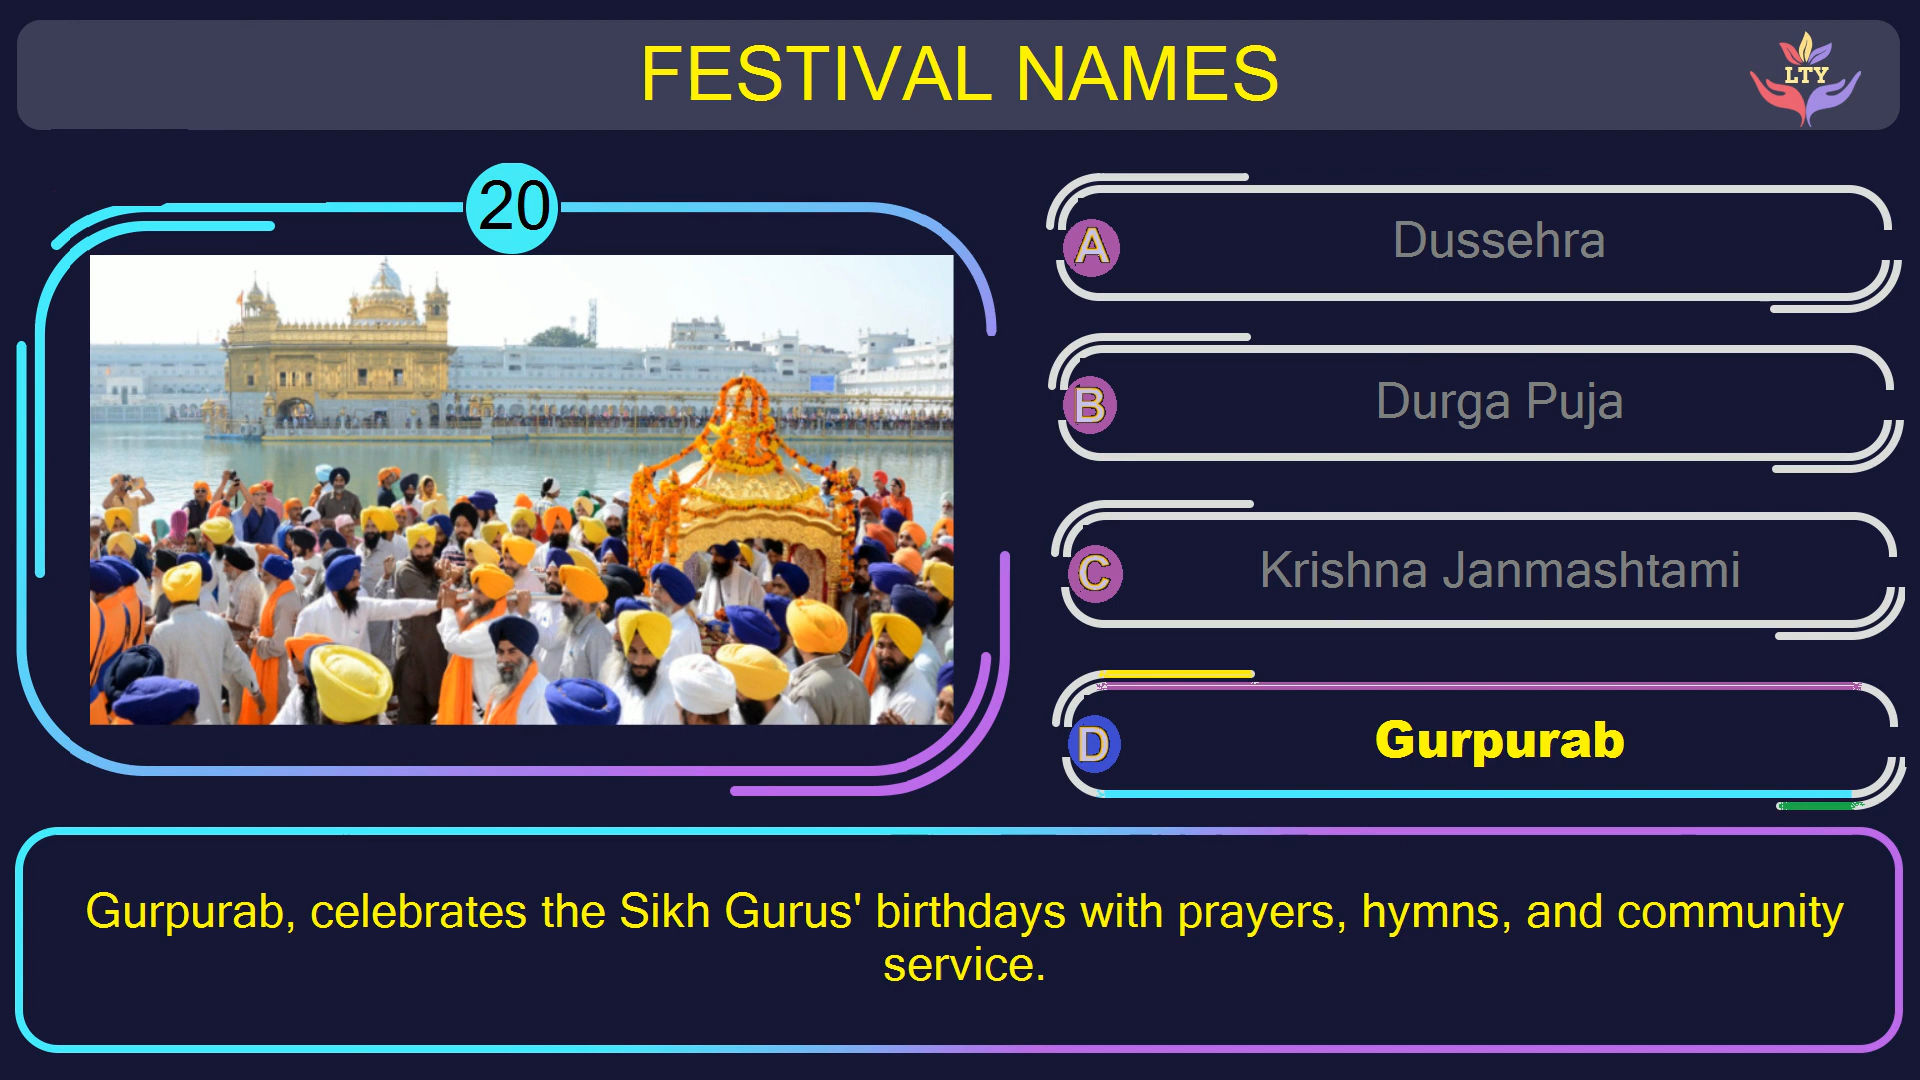 FESTIVAL NAMES
LTY
20
A
Dussehra
B
Durga Puja
C
Krishna Janmashtami
D
Gurpurab
Gurpurab, celebrates the Sikh Gurus' birthdays with prayers, hymns, and community
service.